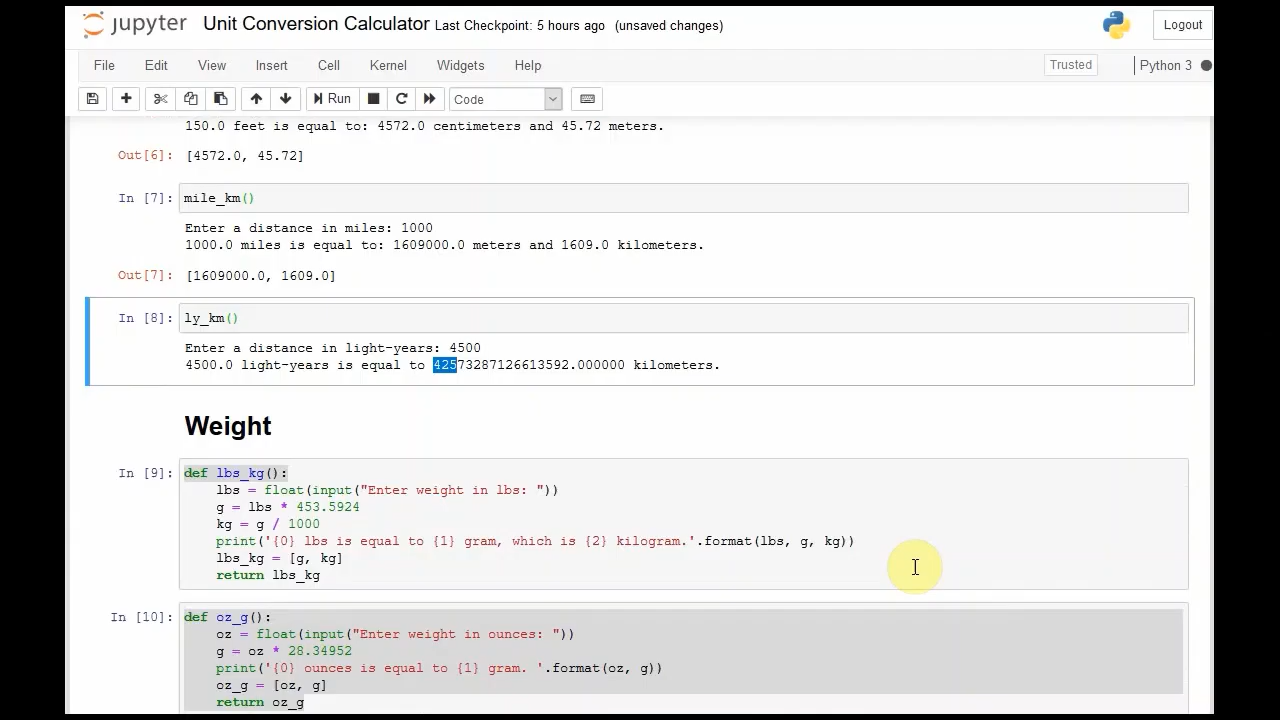 jupyter Unit Conversion Calculator Last Checkpoint: 5 hours ago (unsaved changes) Logout
File Edit View Insert Cell Kernel Widgets Help Trusted Python 3
Run Code
150.0 feet is equal to: 4572.0 centimeters and 45.72 meters.
Out[6]: [4572.0, 45.72]
In [7]: mile_km()
Enter a distance in miles: 1000
1000.0 miles is equal to: 1609000.0 meters and 1609.0 kilometers.
Out[7]: [1609000.0, 1609.0]
In [8]: ly_km()
Enter a distance in light-years: 4500
4500.0 light-years is equal to 42573287126613592.000000 kilometers.
Weight
In [9]: def lbs_kg():
lbs = float(input("Enter weight in lbs: "))
g = lbs * 453.5924
kg = g / 1000
print('{0} lbs is equal to {1} gram, which is {2} kilogram.'.format(lbs, g, kg))
lbs_kg = [g, kg]
return lbs_kg
In [10]: def oz_g():
oz = float(input("Enter weight in ounces: "))
g = oz * 28.34952
print('{0} ounces is equal to {1} gram. '.format(oz, g))
oz_g = [oz, g]
return oz_g